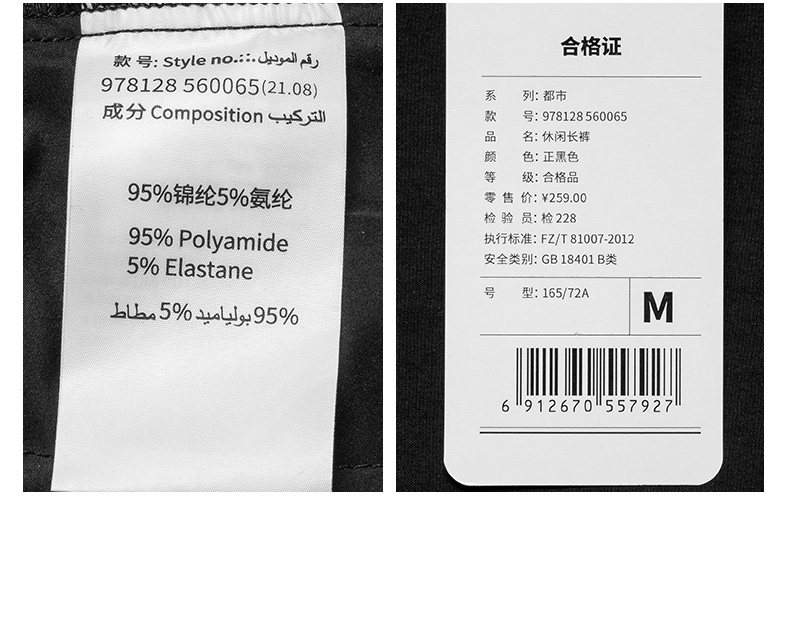 款 号: Style no.::. رقم الموديل
978128 560065(21.08)
成分 Composition التركيب
95%锦纶5%氨纶
95% Polyamide
5% Elastane
95%بولياميد 5% مطاط
合格证
系 列: 都市
款 号: 978128 560065
品 名: 休闲长裤
颜 色: 正黑色
等 级: 合格品
零 售 价: ¥259.00
检 验 员: 检 228
执行标准: FZ/T 81007-2012
安全类别: GB 18401 B类
号 型: 165/72A
M
6 912670 557927